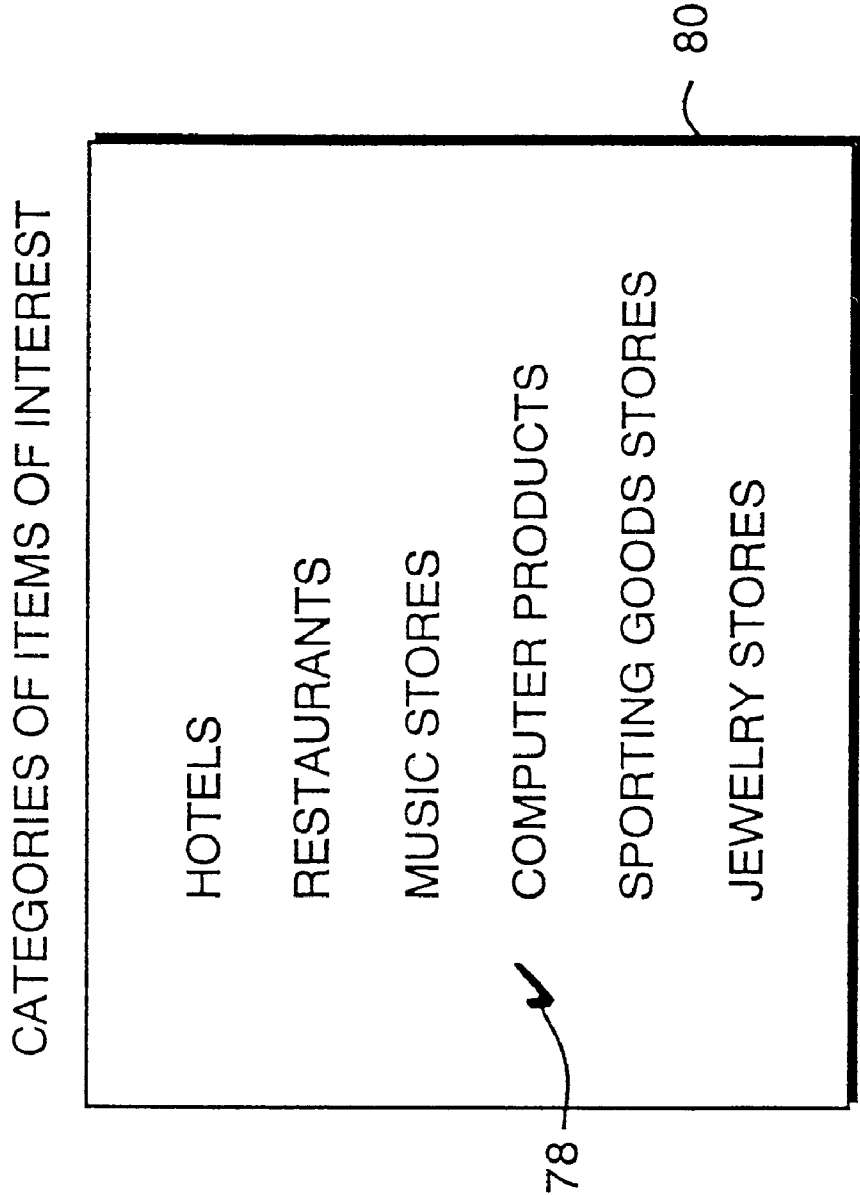 CATEGORIES OF ITEMS OF INTEREST
HOTELS
RESTAURANTS
MUSIC STORES
COMPUTER PRODUCTS
SPORTING GOODS STORES
JEWELRY STORES
78
80